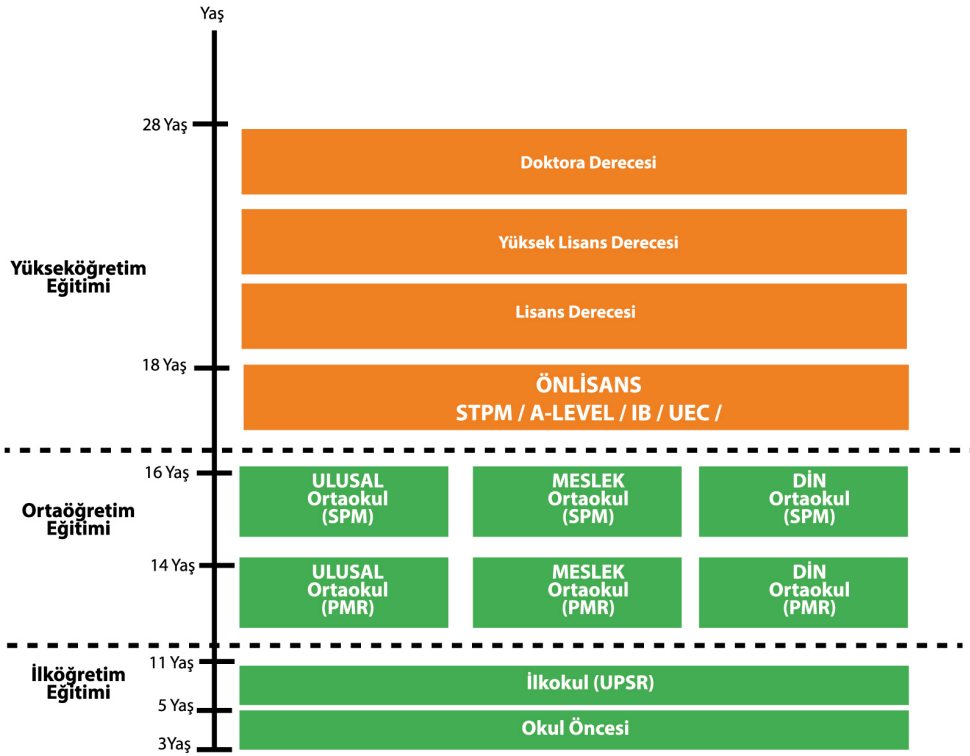 Yaş
28 Yaş
Doktora Derecesi
Yüksek Lisans Derecesi
Yükseköğretim
Eğitimi
Lisans Derecesi
18 Yaş
ÖNLİSANS
STPM / A-LEVEL / IB / UEC /
16 Yaş
ULUSAL
Ortaokul
(SPM)
MESLEK
Ortaokul
(SPM)
DİN
Ortaokul
(SPM)
Ortaöğretim
Eğitimi
14 Yaş
ULUSAL
Ortaokul
(PMR)
MESLEK
Ortaokul
(PMR)
DİN
Ortaokul
(PMR)
11 Yaş
İlköğretim
Eğitimi
İlkokul (UPSR)
5 Yaş
Okul Öncesi
3Yaş